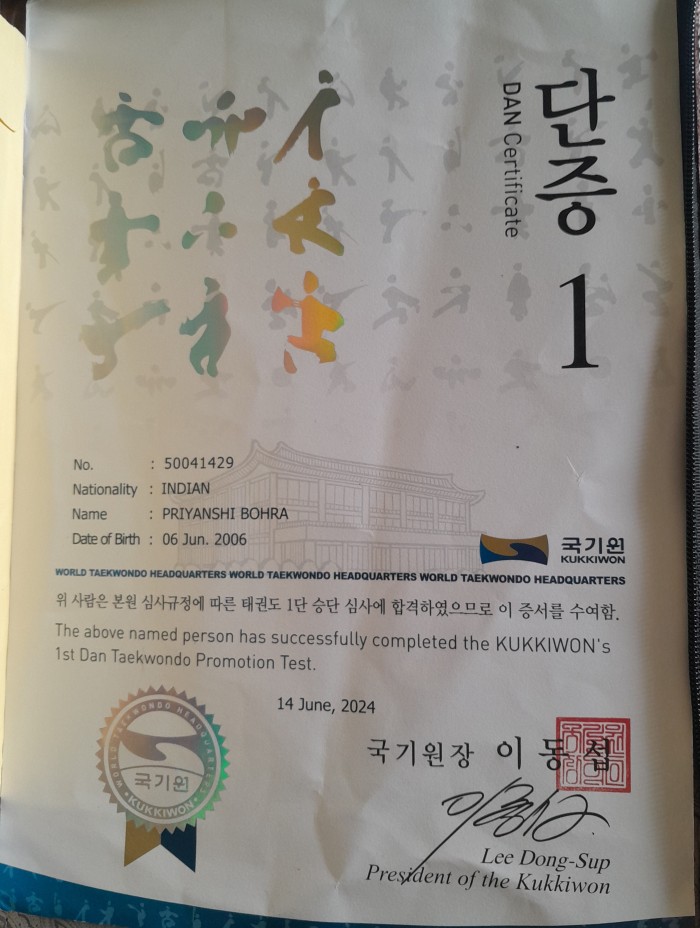 단증
DAN Certificate
1
No. : 50041429
Nationality : INDIAN
Name : PRIYANSHI BOHRA
Date of Birth : 06 Jun. 2006
국기원
KUKKIWON
WORLD TAEKWONDO HEADQUARTERS WORLD TAEKWONDO HEADQUARTERS WORLD TAEKWONDO HEADQUARTERS
위 사람은 본원 심사규정에 따른 태권도 1단 승단 심사에 합격하였으므로 이 증서를 수여함.
The above named person has successfully completed the KUKKIWON's
1st Dan Taekwondo Promotion Test.
14 June, 2024
WORLD TAEKWONDO HEADQUARTERS
국기원
KUKKIWON
국기원장 이동섭
Lee Dong-Sup
President of the Kukkiwon